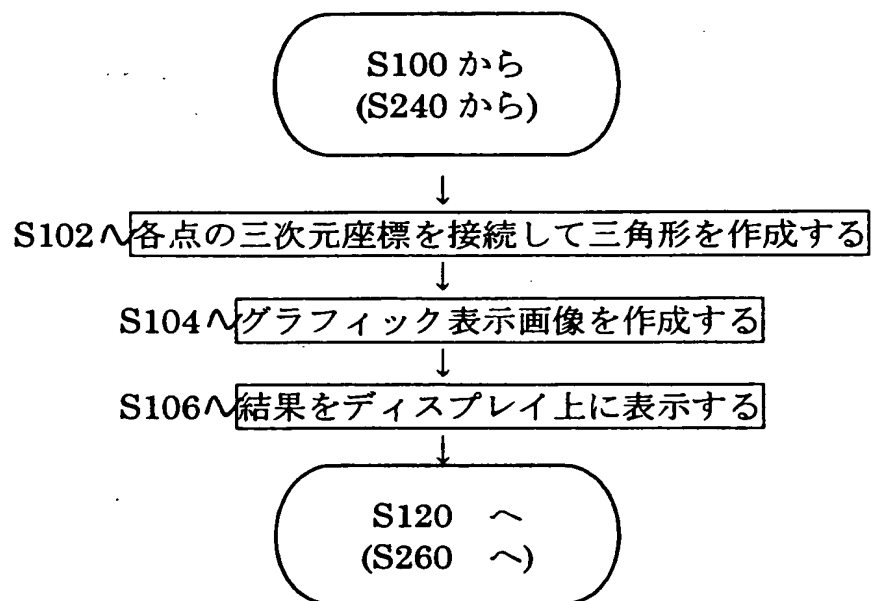 S100 から
(S240 から)
↓
S102 各点の三次元座標を接続して三角形を作成する
↓
S104 グラフィック表示画像を作成する
↓
S106 結果をディスプレイ上に表示する
↓
S120 へ
(S260 へ)